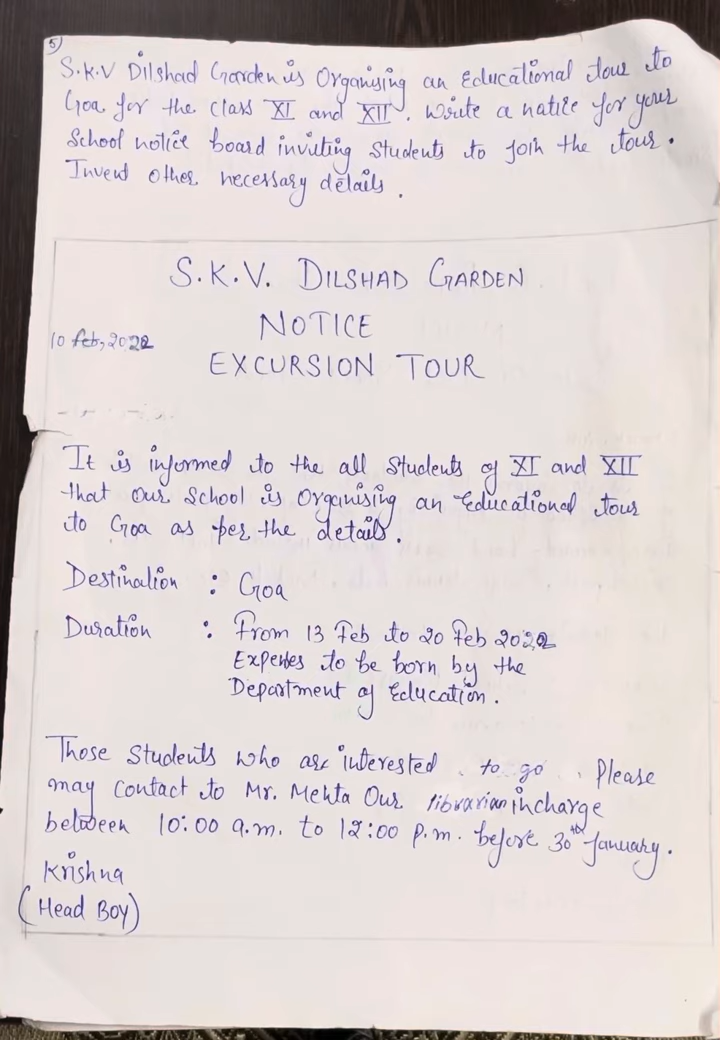 5
S.K.V Dilshad Garden is Organising an Educational tour to
Goa for the class XI and XII. Write a notice for your
School notice board inviting Students to join the tour.
Invent other necessary details.
S.K.V. DILSHAD GARDEN
NOTICE
10 Feb, 2022
EXCURSION TOUR
It is informed to the all Students of XI and XII
that our School is Organising an Educational tour
to Goa as per the details.
Destination : Goa
Duration : From 13 Feb to 20 Feb 2022
Expenses to be born by the
Department of Education.
Those Students who are interested to go Please
may contact to Mr. Mehta Our librarian incharge
between 10:00 a.m. to 12:00 p.m. before 30th January.
Krishna
(Head Boy)